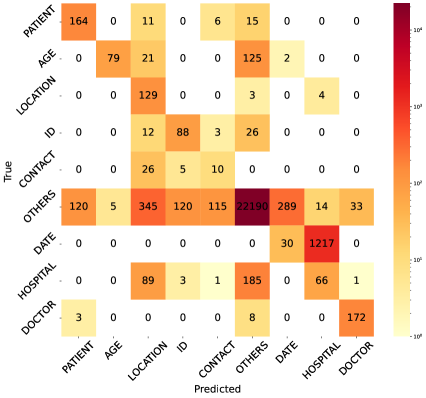 PATIENT 164 0 11 0 6 15 0 0 0
AGE 0 79 21 0 0 125 2 0 0
LOCATION 0 0 129 0 0 3 0 4 0
ID 0 0 12 88 3 26 0 0 0
CONTACT 0 0 26 5 10 0 0 0 0
OTHERS 120 5 345 120 115 22190 289 14 33
DATE 0 0 0 0 0 0 30 1217 0
HOSPITAL 0 0 89 3 1 185 0 66 1
DOCTOR 3 0 0 0 0 8 0 0 172
PATIENT AGE LOCATION ID CONTACT OTHERS DATE HOSPITAL DOCTOR
Predicted
True
10⁴
10³
10²
10¹
10⁰